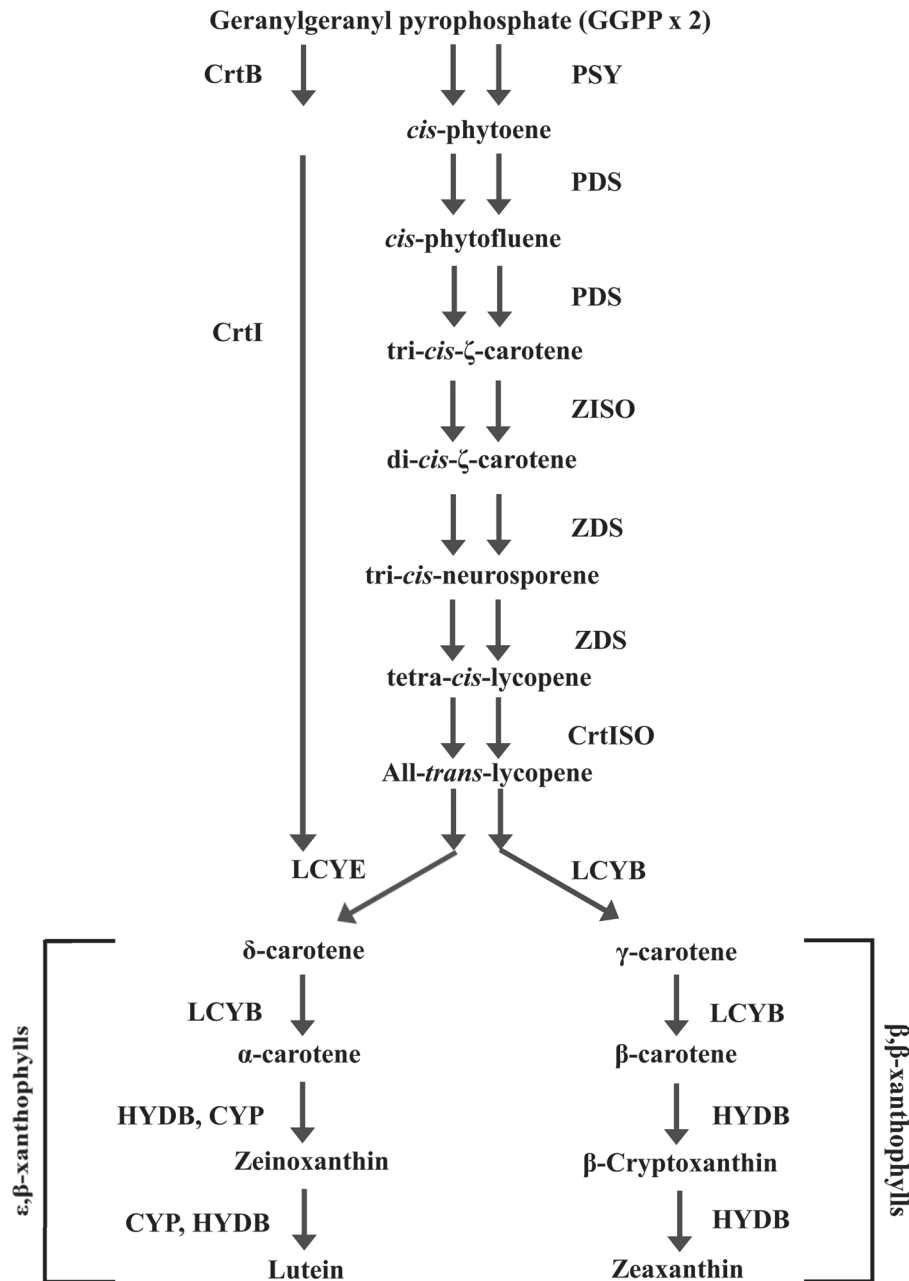 Geranylgeranyl pyrophosphate (GGPP x 2)
CrtB
PSY
cis-phytoene
PDS
cis-phytofluene
PDS
CrtI
tri-cis-ζ-carotene
ZISO
di-cis-ζ-carotene
ZDS
tri-cis-neurosporene
ZDS
tetra-cis-lycopene
CrtISO
All-trans-lycopene
LCYE
LCYB
δ-carotene
γ-carotene
LCYB
LCYB
α-carotene
β-carotene
HYDB, CYP
HYDB
Zeinoxanthin
β-Cryptoxanthin
CYP, HYDB
HYDB
Lutein
Zeaxanthin
ε,β-xanthophylls
β,β-xanthophylls